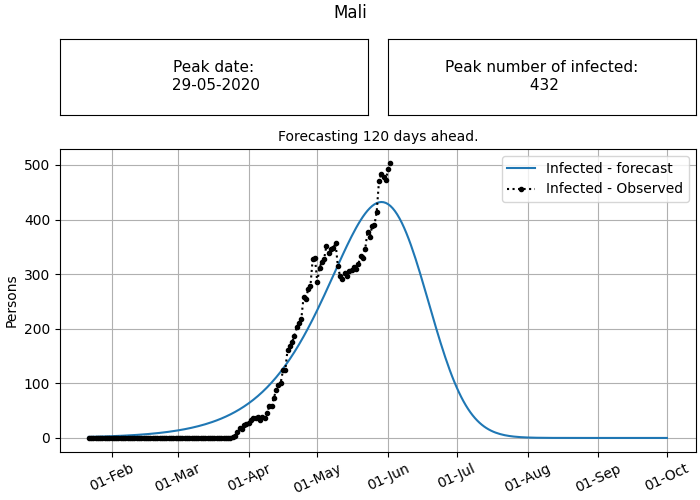 Mali
Peak date:
29-05-2020
Peak number of infected:
432
Forecasting 120 days ahead.
Infected - forecast
Infected - Observed
Persons
500
400
300
200
100
0
01-Feb
01-Mar
01-Apr
01-May
01-Jun
01-Jul
01-Aug
01-Sep
01-Oct